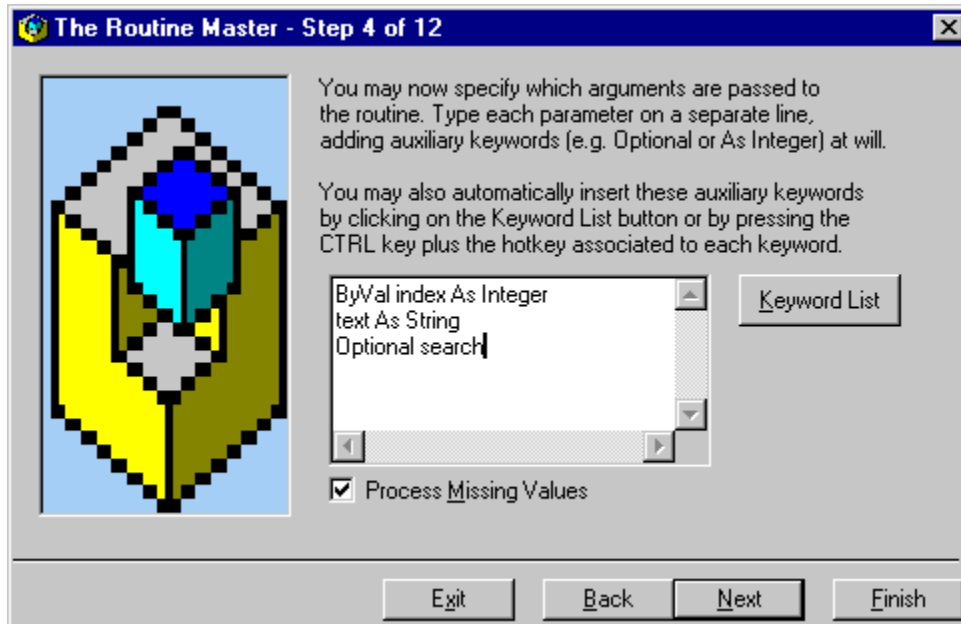 The Routine Master - Step 4 of 12
You may now specify which arguments are passed to
the routine. Type each parameter on a separate line,
adding auxiliary keywords (e.g. Optional or As Integer) at will.
You may also automatically insert these auxiliary keywords
by clicking on the Keyword List button or by pressing the
CTRL key plus the hotkey associated to each keyword.
ByVal index As Integer
text As String
Optional search
Keyword List
Process Missing Values
Exit
Back
Next
Finish